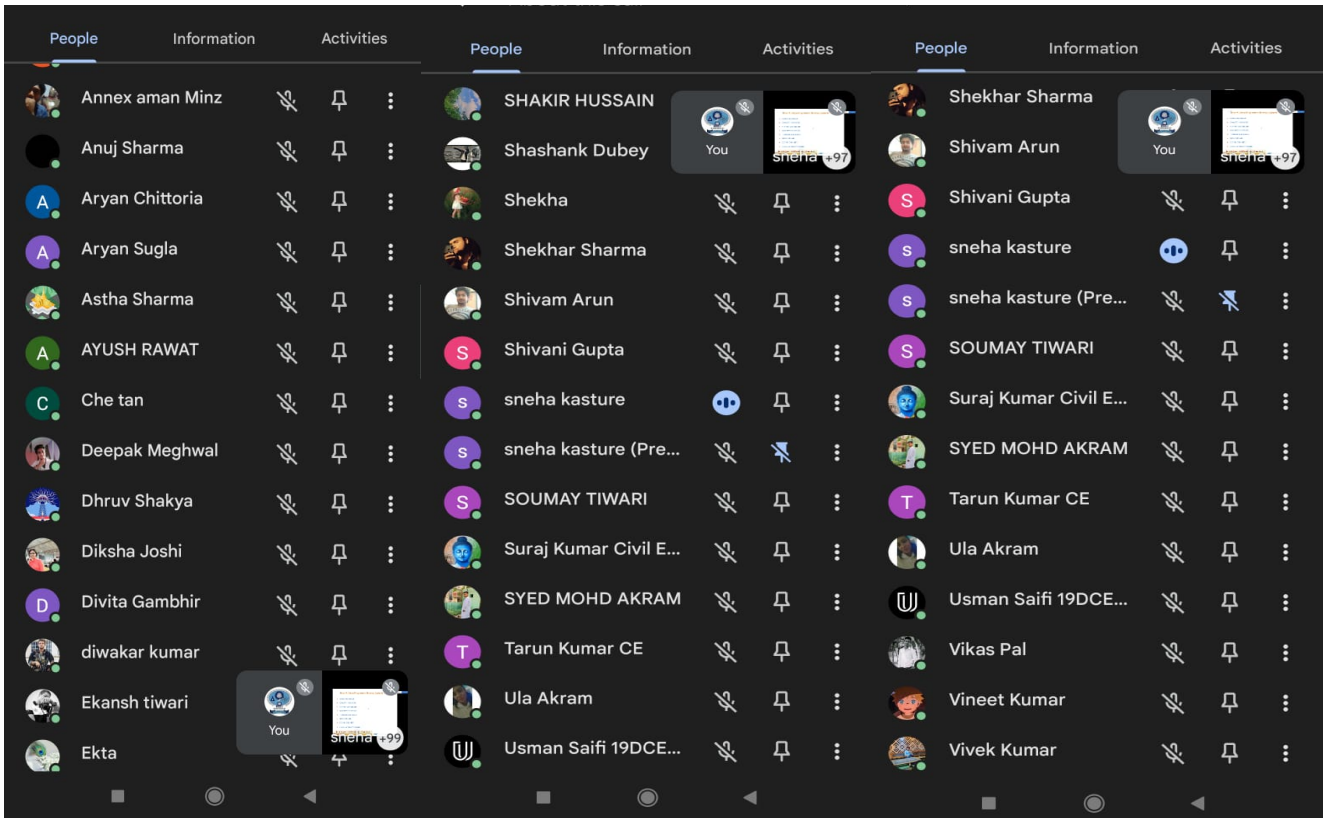 People Information Activities
Annex aman Minz
Anuj Sharma
A Aryan Chittoria
A Aryan Sugla
Astha Sharma
A AYUSH RAWAT
C Che tan
Deepak Meghwal
Dhruv Shakya
Diksha Joshi
D Divita Gambhir
diwakar kumar
Ekansh tiwari
You sneha +99
Ekta
People Information Activities
SHAKIR HUSSAIN
Shashank Dubey
You sneha +97
Shekha
Shekhar Sharma
Shivam Arun
S Shivani Gupta
s sneha kasture
s sneha kasture (Pre...
S SOUMAY TIWARI
Suraj Kumar Civil E...
SYED MOHD AKRAM
T Tarun Kumar CE
Ula Akram
Usman Saifi 19DCE...
People Information Activities
Shekhar Sharma
Shivam Arun
You sneha +97
S Shivani Gupta
s sneha kasture
s sneha kasture (Pre...
S SOUMAY TIWARI
Suraj Kumar Civil E...
SYED MOHD AKRAM
T Tarun Kumar CE
Ula Akram
Usman Saifi 19DCE...
Vikas Pal
Vineet Kumar
Vivek Kumar